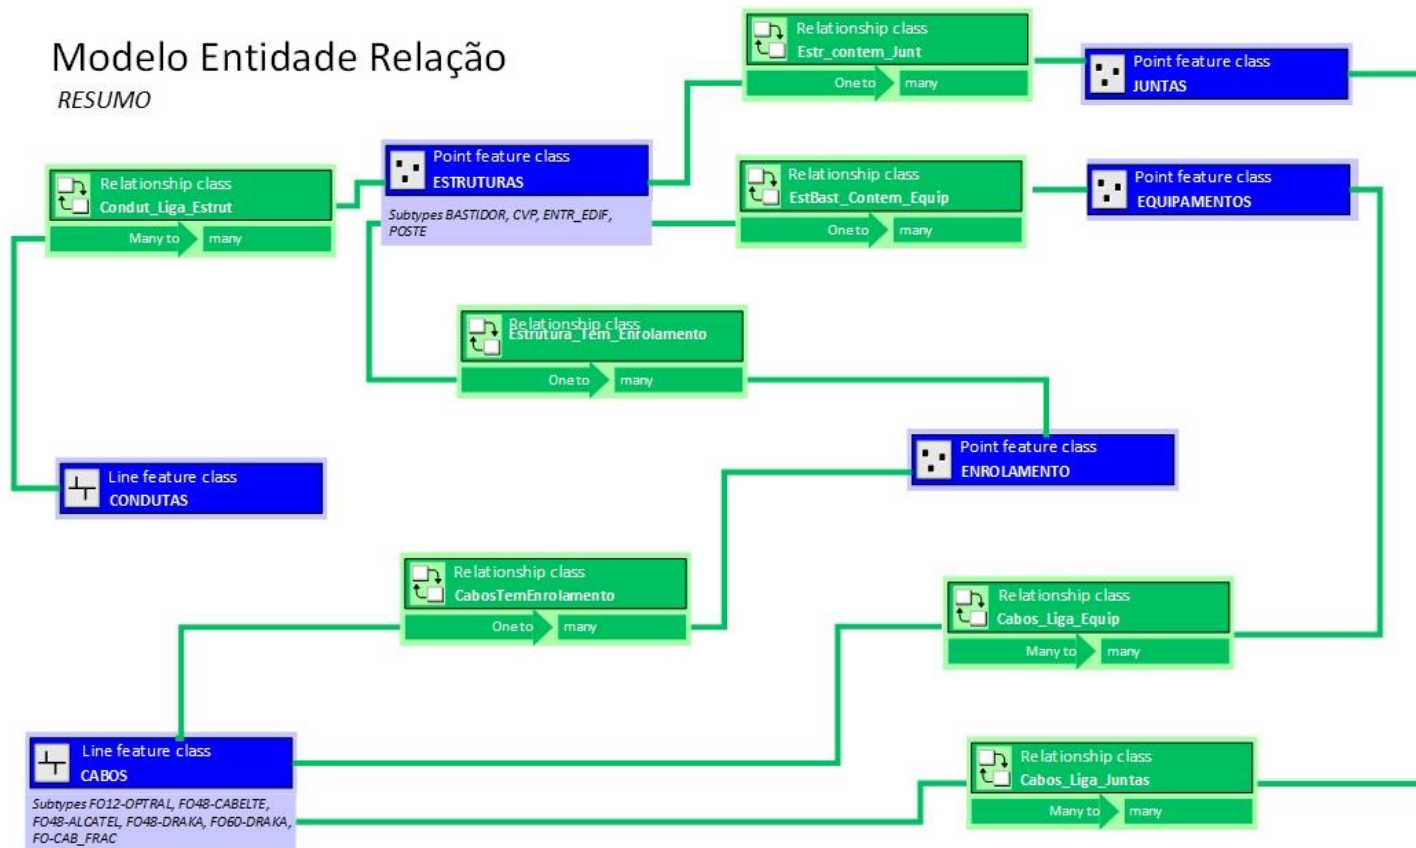 Modelo Entidade Relação
RESUMO
Relationship class
Estr_contem_Junt
One to many
Point feature class
JUNTAS
Relationship class
Condut_Liga_Estrut
Many to many
Point feature class
ESTRUTURAS
Subtypes BASTIDOR, CVP, ENTR_EDIF,
POSTE
Relationship class
EstBast_Contem_Equip
One to many
Point feature class
EQUIPAMENTOS
Relationship class
Estrutura_Tem_Enrolamento
One to many
Line feature class
CONDUTAS
Point feature class
ENROLAMENTO
Relationship class
CabosTemEnrolamento
One to many
Relationship class
Cabos_Liga_Equip
Many to many
Line feature class
CABOS
Subtypes FO12-OPTRAL, FO48-CABELTE,
FO48-ALCATEL, FO48-DRAKA, FO60-DRAKA,
FO-CAB_FRAC
Relationship class
Cabos_Liga_Juntas
Many to many